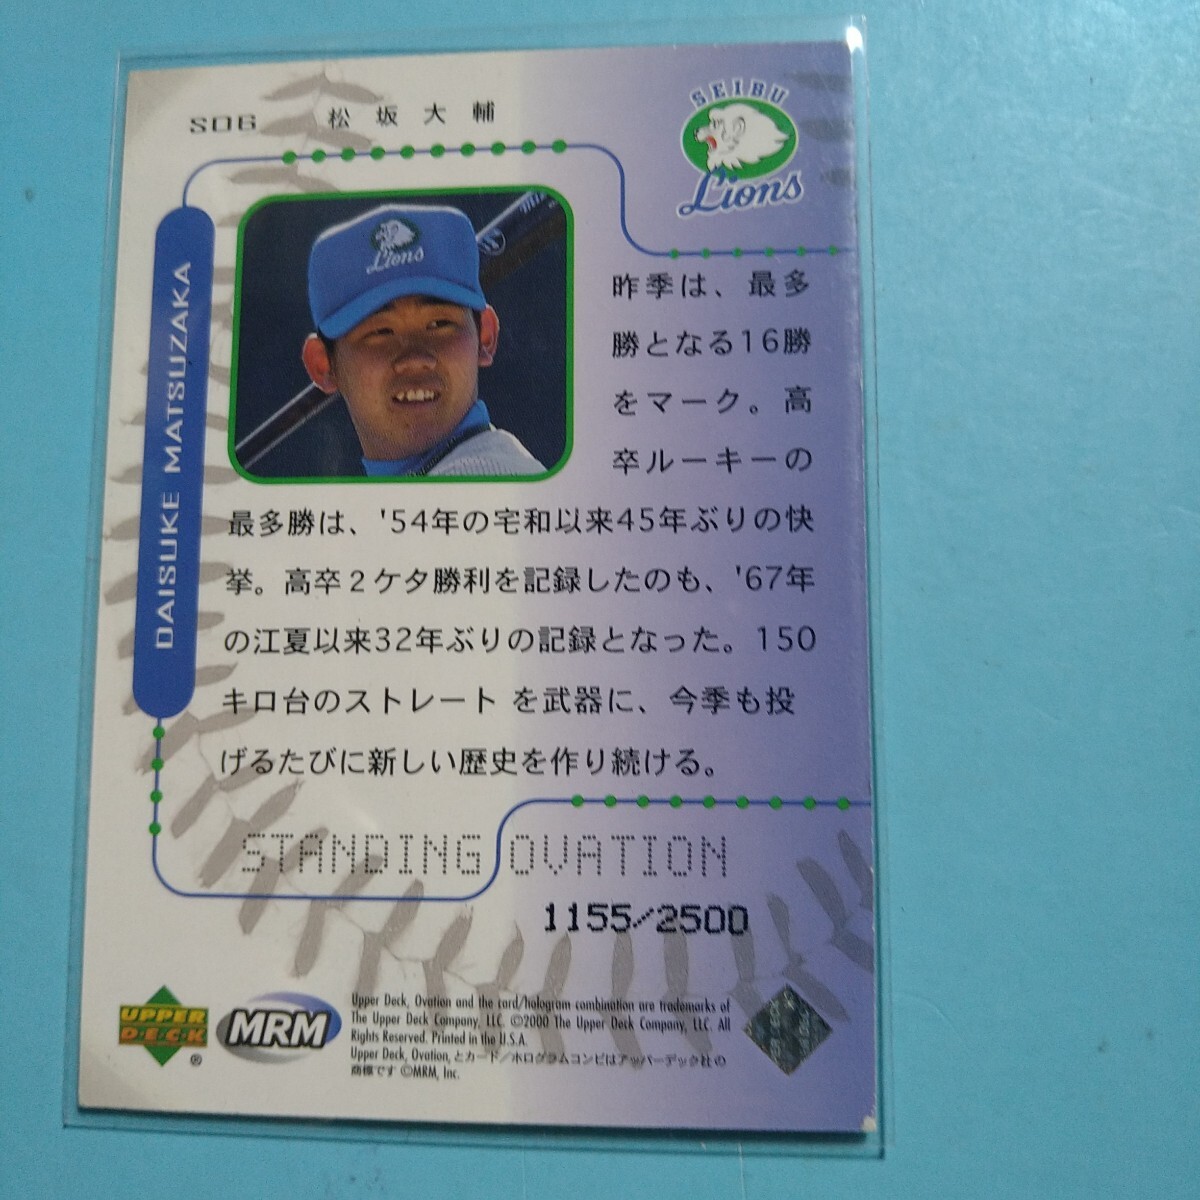 SO6 松坂大輔
SEIBU
Lions
DAISUKE MATSUZAKA
Lions
昨季は、最多
勝となる16勝
をマーク。高
卒ルーキーの
最多勝は、'54年の宅和以来45年ぶりの快
挙。高卒2ケタ勝利を記録したのも、'67年
の江夏以来32年ぶりの記録となった。150
キロ台のストレートを武器に、今季も投
げるたびに新しい歴史を作り続ける。
STANDING OVATION
1155/2500
UPPER
DECK
®
MRM
Upper Deck, Ovation and the card/hologram combination are trademarks of
The Upper Deck Company, LLC. ©2000 The Upper Deck Company, LLC. All
Rights Reserved. Printed in the U.S.A.
Upper Deck, Ovation, とカード/ホログラムコンビはアッパーデック社の
商標です ©MRM, Inc.